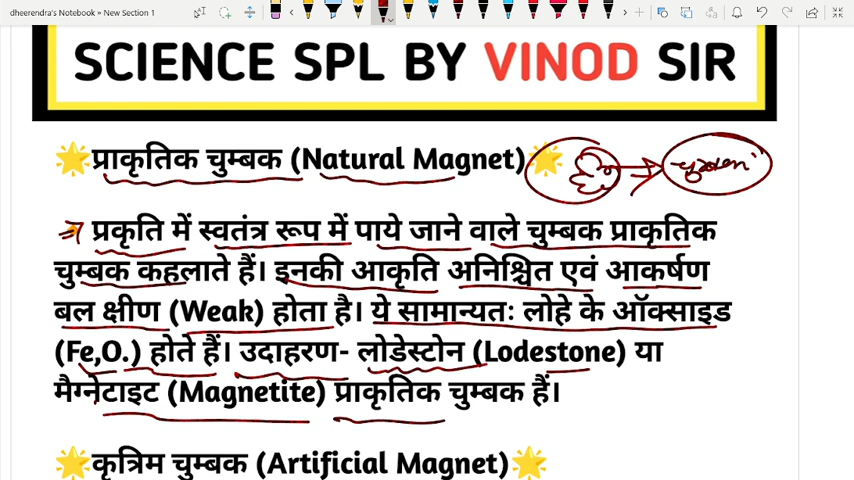 dheerendra's Notebook » New Section 1
SCIENCE SPL BY VINOD SIR
प्राकृतिक चुम्बक (Natural Magnet)
प्रकृति में स्वतंत्र रूप में पाये जाने वाले चुम्बक प्राकृतिक
चुम्बक कहलाते हैं। इनकी आकृति अनिश्चित एवं आकर्षण
बल क्षीण (Weak) होता है। ये सामान्यतः लोहे के ऑक्साइड
(Fe,O.) होते हैं। उदाहरण- लोडेस्टोन (Lodestone) या
मैग्नेटाइट (Magnetite) प्राकृतिक चुम्बक हैं।
कृत्रिम चुम्बक (Artificial Magnet)